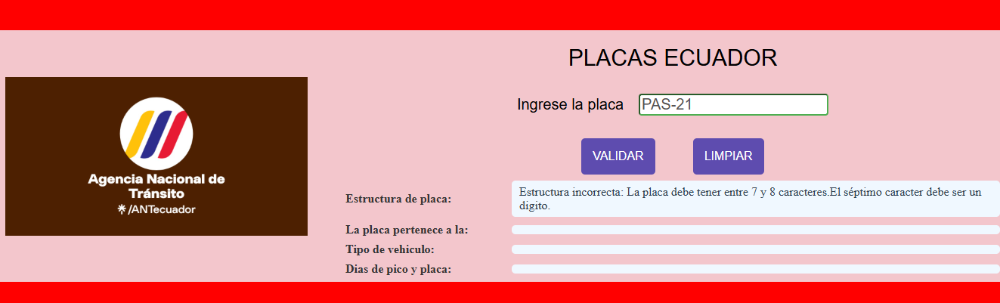 PLACAS ECUADOR
Ingrese la placa PAS-21
VALIDAR LIMPIAR
Agencia Nacional de
Tránsito
/ANTecuador
Estructura de placa: Estructura incorrecta: La placa debe tener entre 7 y 8 caracteres.El séptimo caracter debe ser un
digito.
La placa pertenece a la:
Tipo de vehiculo:
Dias de pico y placa: